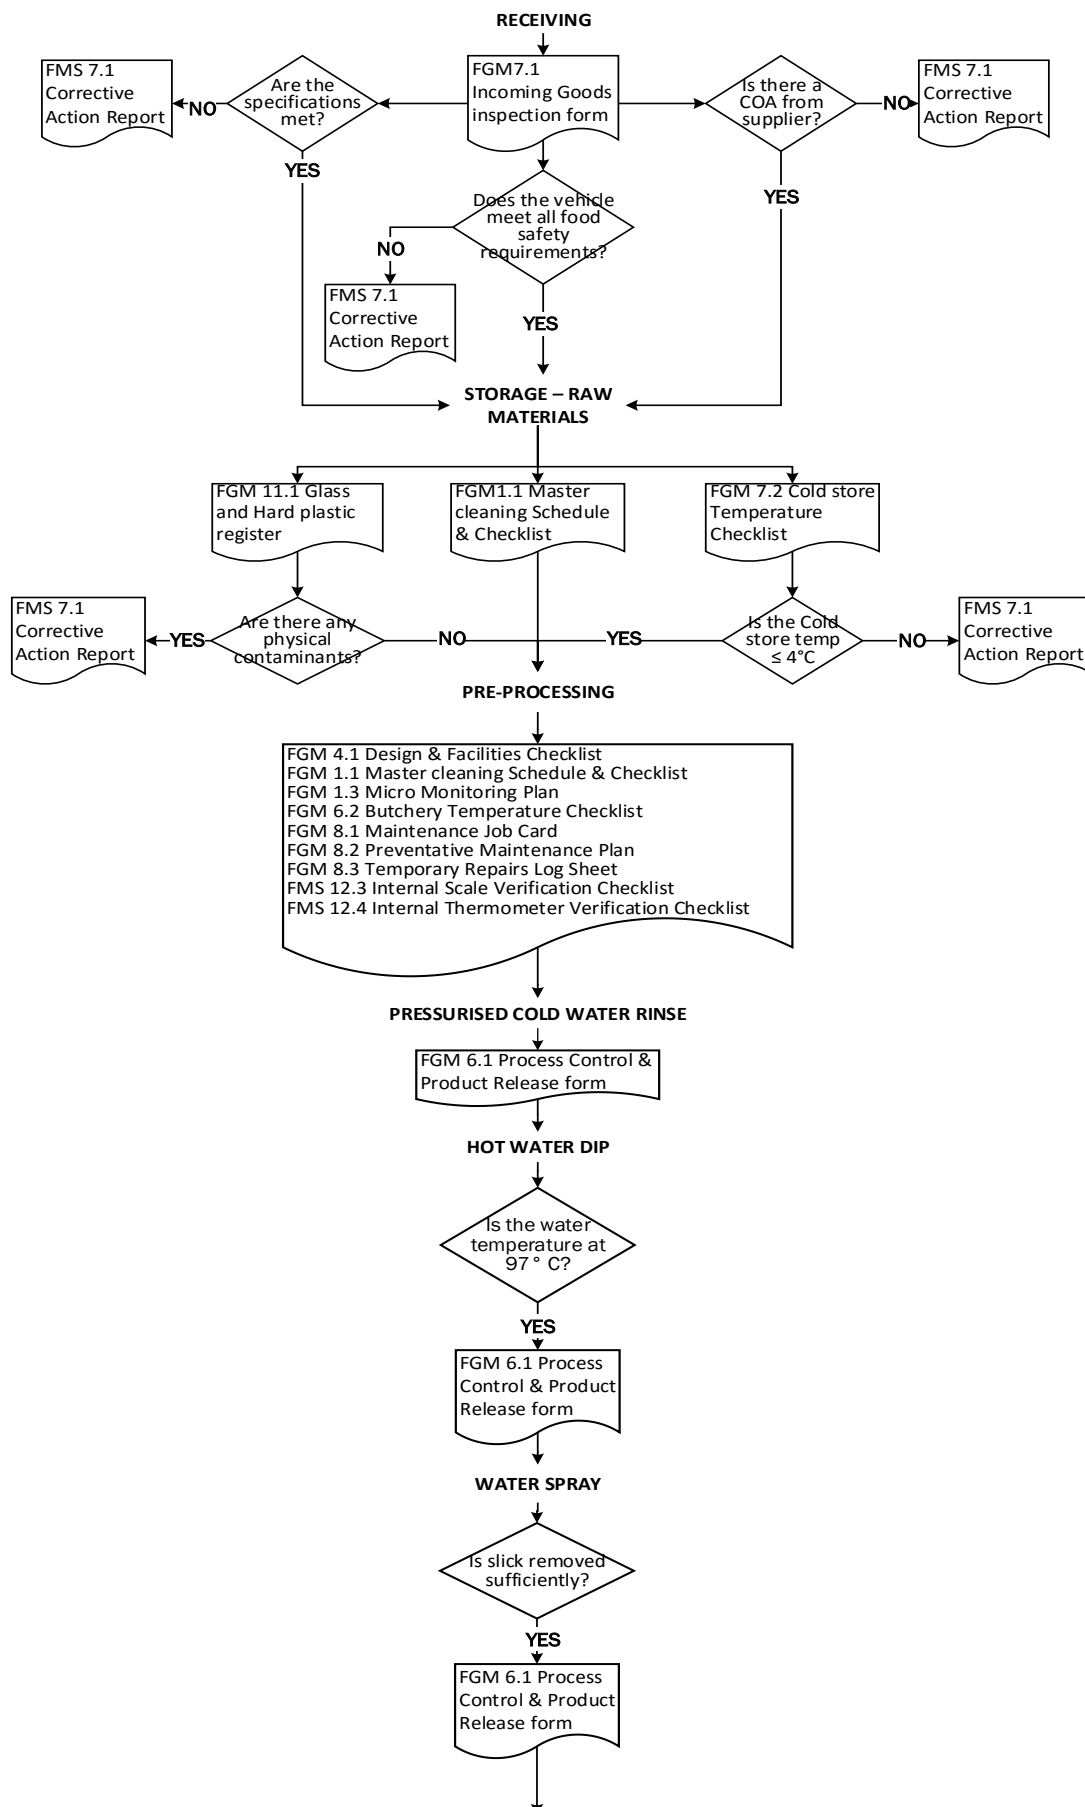 RECEIVING
FMS 7.1
Corrective
Action Report
NO
Are the
specifications
met?
FGM7.1
Incoming Goods
inspection form
Is there a
COA from
supplier?
NO
FMS 7.1
Corrective
Action Report
YES
YES
Does the vehicle
meet all food
safety
requirements?
NO
FMS 7.1
Corrective
Action Report
YES
STORAGE – RAW
MATERIALS
FGM 11.1 Glass
and Hard plastic
register
FGM1.1 Master
cleaning Schedule
& Checklist
FGM 7.2 Cold store
Temperature
Checklist
FMS 7.1
Corrective
Action Report
YES
Are there any
physical
contaminants?
NO
YES
Is the Cold
store temp
≤ 4°C
NO
FMS 7.1
Corrective
Action Report
PRE-PROCESSING
FGM 4.1 Design & Facilities Checklist
FGM 1.1 Master cleaning Schedule & Checklist
FGM 1.3 Micro Monitoring Plan
FGM 6.2 Butchery Temperature Checklist
FGM 8.1 Maintenance Job Card
FGM 8.2 Preventative Maintenance Plan
FGM 8.3 Temporary Repairs Log Sheet
FMS 12.3 Internal Scale Verification Checklist
FMS 12.4 Internal Thermometer Verification Checklist
PRESSURISED COLD WATER RINSE
FGM 6.1 Process Control &
Product Release form
HOT WATER DIP
Is the water
temperature at
97° C?
YES
FGM 6.1 Process
Control & Product
Release form
WATER SPRAY
Is slick removed
sufficiently?
YES
FGM 6.1 Process
Control & Product
Release form